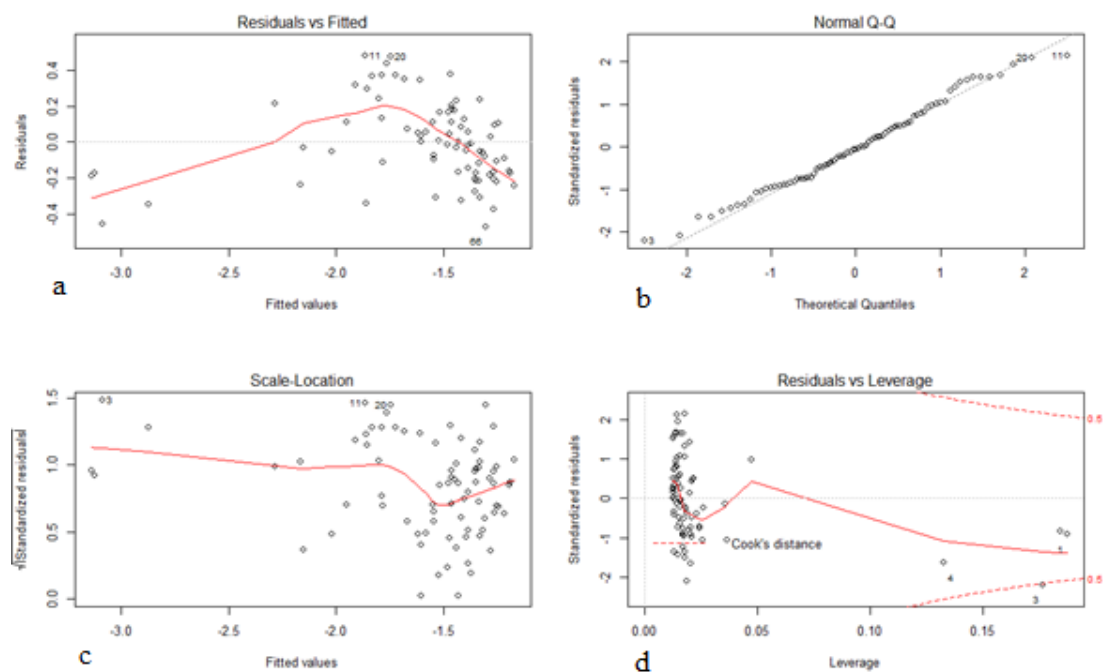 Residuals vs Fitted
Residuals
0.4
0.2
0.0
-0.2
-0.4
11
20
66
-3.0
-2.5
-2.0
-1.5
Fitted values
a
Normal Q-Q
Standardized residuals
2
1
0
-1
-2
20
11
3
-2
-1
0
1
2
Theoretical Quantiles
b
Scale-Location
√|Standardized residuals|
1.5
1.0
0.5
0.0
3
11
20
-3.0
-2.5
-2.0
-1.5
Fitted values
c
Residuals vs Leverage
Standardized residuals
2
1
0
-1
-2
0.5
Cook's distance
1
4
0.5
3
0.00
0.05
0.10
0.15
Leverage
d